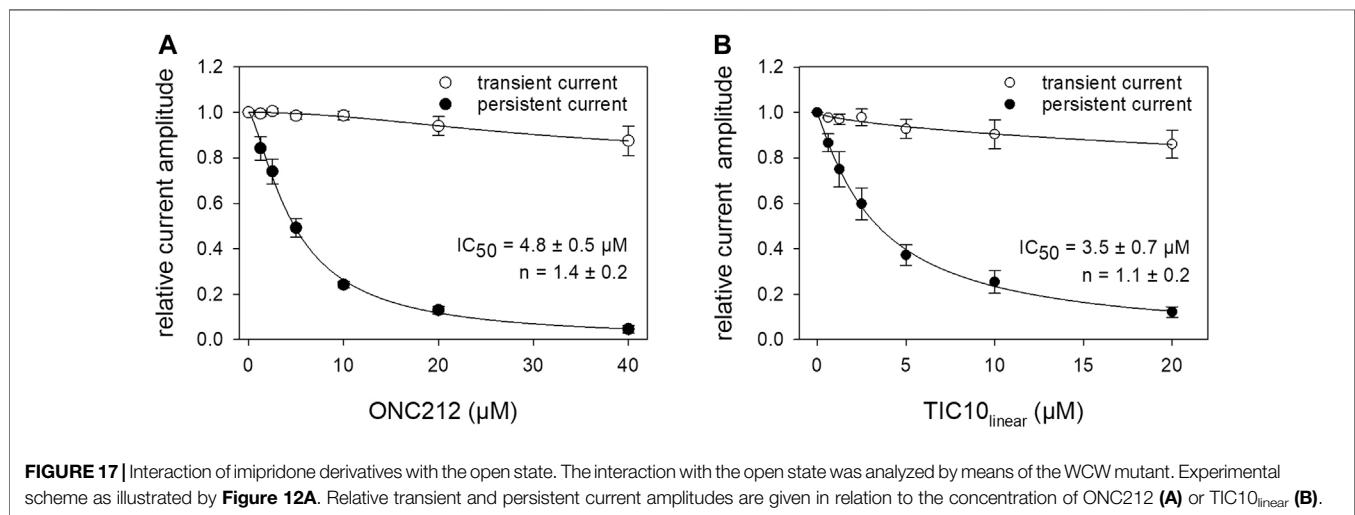 A
B
relative current amplitude
1.2
1.0
0.8
0.6
0.4
0.2
0.0
transient current
persistent current
IC50 = 4.8 ± 0.5 µM
n = 1.4 ± 0.2
0
10
20
30
40
ONC212 (µM)
relative current amplitude
1.2
1.0
0.8
0.6
0.4
0.2
0.0
transient current
persistent current
IC50 = 3.5 ± 0.7 µM
n = 1.1 ± 0.2
0
5
10
15
20
TIC10linear (µM)
FIGURE 17 | Interaction of imipridone derivatives with the open state. The interaction with the open state was analyzed by means of the WCW mutant. Experimental
scheme as illustrated by Figure 12A. Relative transient and persistent current amplitudes are given in relation to the concentration of ONC212 (A) or TIC10linear (B).